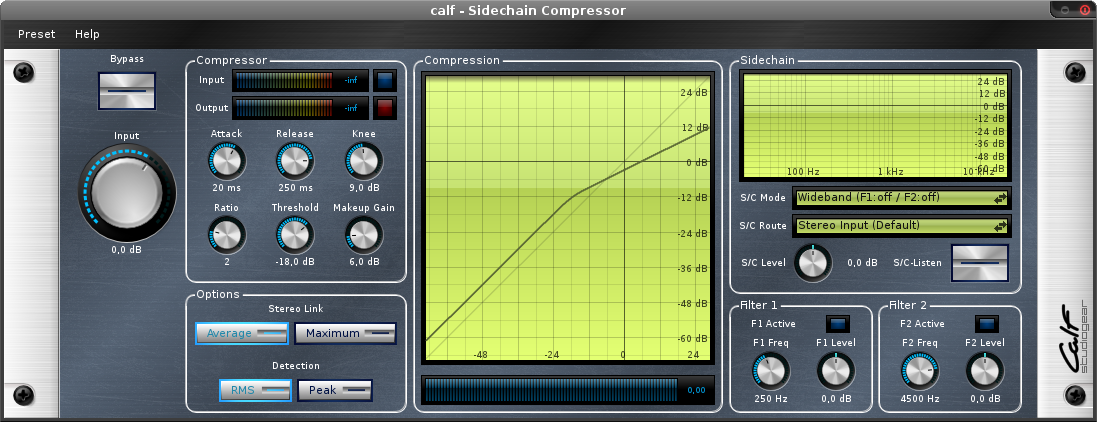 calf - Sidechain Compressor
Preset Help
Bypass
Input
0,0 dB
Compressor
Input -inf
Output -inf
Attack Release Knee
20 ms 250 ms 9,0 dB
Ratio Threshold Makeup Gain
2 -18,0 dB 6,0 dB
Options
Stereo Link
Average Maximum
Detection
RMS Peak
Compression
24 dB
12 dB
0 dB
-12 dB
-24 dB
-36 dB
-48 dB
-60 dB
-48 -24 0 24
0,00
Sidechain
24 dB
12 dB
0 dB
-12 dB
-24 dB
-36 dB
-48 dB
-60 dB
100 Hz 1 kHz 10 kHz
S/C Mode Wideband (F1:off / F2:off)
S/C Route Stereo Input (Default)
S/C Level 0,0 dB S/C-Listen
Filter 1
F1 Active
F1 Freq F1 Level
250 Hz 0,0 dB
Filter 2
F2 Active
F2 Freq F2 Level
4500 Hz 0,0 dB
Calf
studiogear